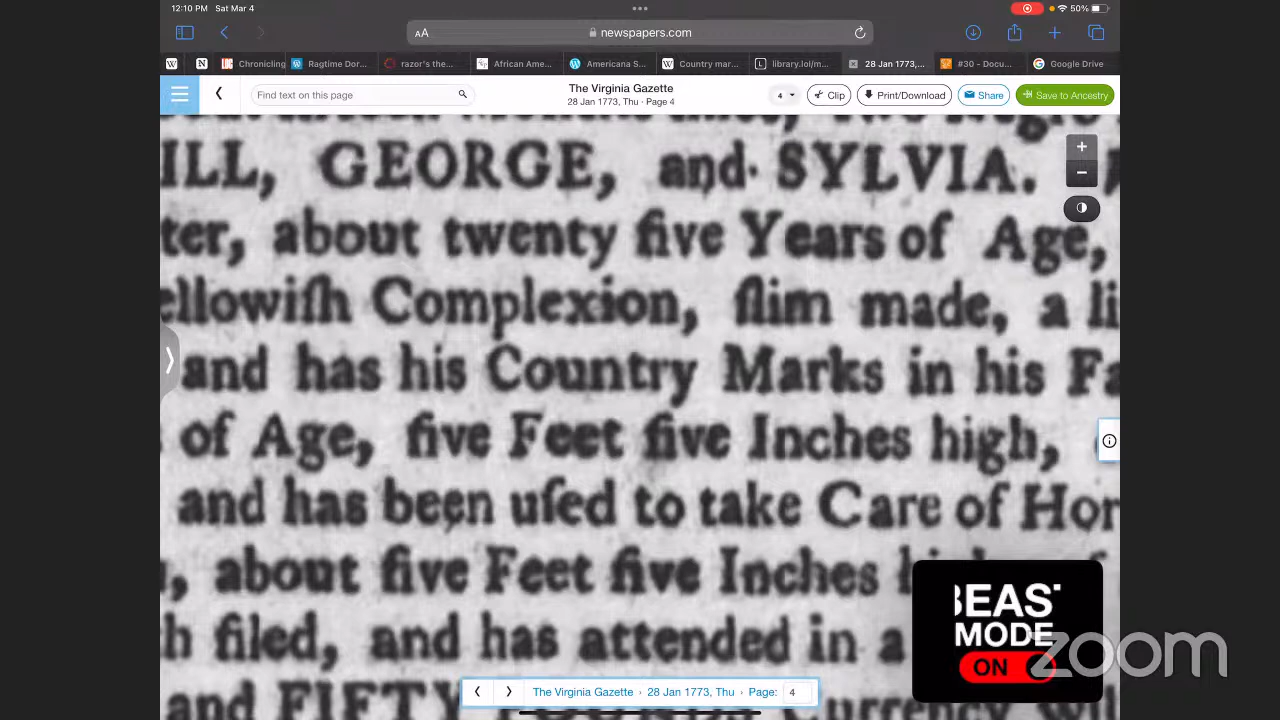 12:10 PM Sat Mar 4
50%
AA newspapers.com
Chronicling Ragtime Dor... razor's the... African Ame... Americana S... Country mar... library.lol/m... 28 Jan 1773,... #30 - Docu... Google Drive
Find text on this page
The Virginia Gazette
28 Jan 1773, Thu · Page 4
4 Clip Print/Download Share Save to Ancestry
ILL, GEORGE, and SYLVIA.
ter, about twenty five Years of Age,
ellowiſh Complexion, ſlim made, a li
and has his Country Marks in his Fa
of Age, five Feet five Inches high,
and has been uſed to take Care of Hor
, about five Feet five Inches
h filed, and has attended in a
and FIFTY Currency
BEAST
MODE
ON
zoom
The Virginia Gazette · 28 Jan 1773, Thu · Page: 4